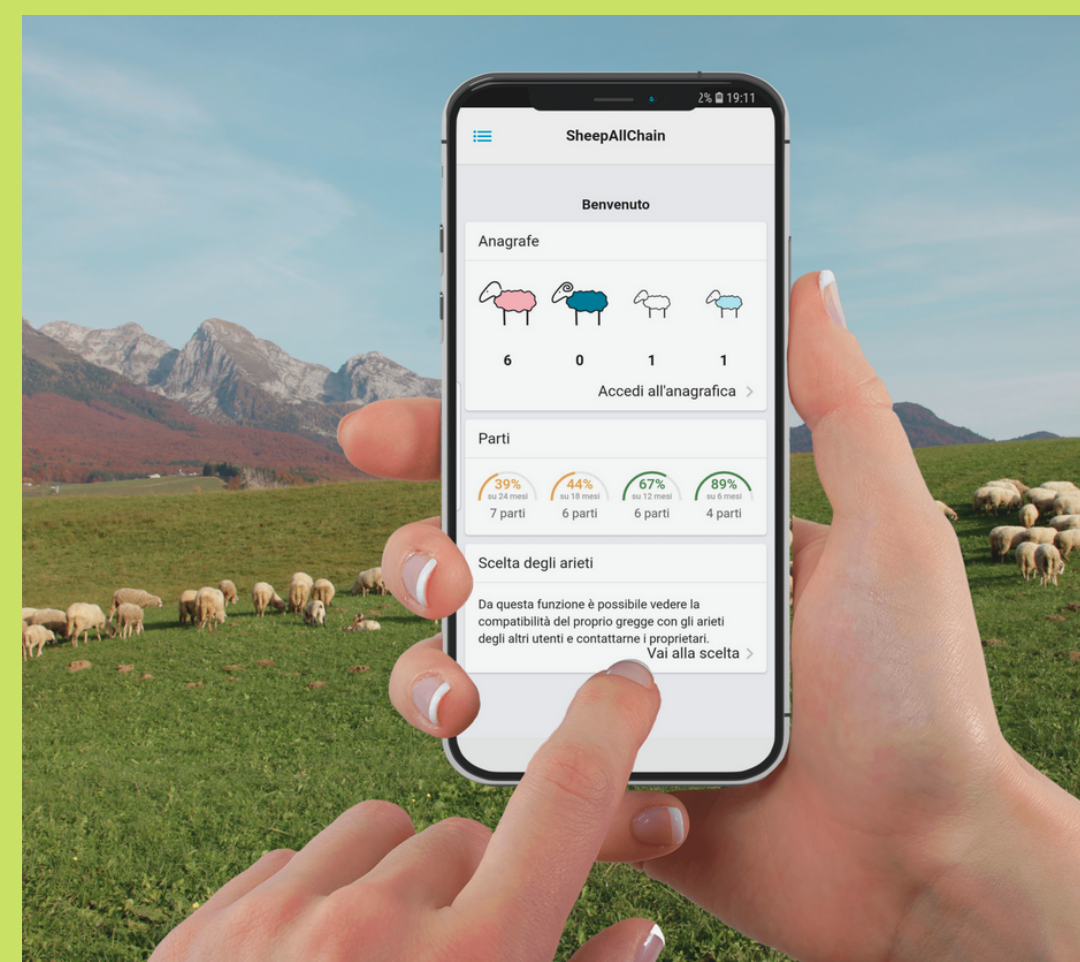 2% 19:11
SheepAllChain
Benvenuto
Anagrafe
6 0 1 1
Accedi all'anagrafica >
Parti
39% 44% 67% 89%
su 24 mesi su 18 mesi su 12 mesi su 6 mesi
7 parti 6 parti 6 parti 4 parti
Scelta degli arieti
Da questa funzione è possibile vedere la
compatibilità del proprio gregge con gli arieti
degli altri utenti e contattarne i proprietari.
Vai alla scelta >